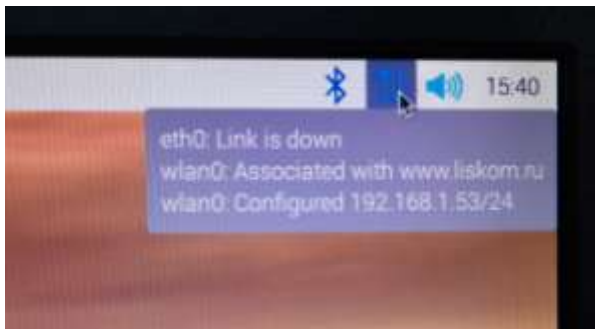 15:40
eth0: Link is down
wlan0: Associated with www.liskom.ru
wlan0: Configured 192.168.1.53/24